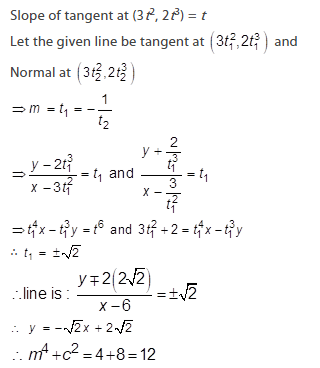 Slope of tangent at (3t², 2t³) = t
Let the given line be tangent at (3t₁², 2t₁³) and
Normal at (3t₂², 2t₂³)
⇒ m = t₁ = −1/t₂
⇒ (y − 2t₁³)/(x − 3t₁²) = t₁ and (y + 2/t₁³)/(x − 3/t₁²) = t₁
⇒ t₁⁴x − t₁³y = t⁶ and 3t₁² + 2 = t₁⁴x − t₁³y
∴ t₁ = ±√2
∴ line is : (y ∓ 2(2√2))/(x − 6) = ±√2
∴ y = −√2x + 2√2
∴ m⁴ + c² = 4 + 8 = 12